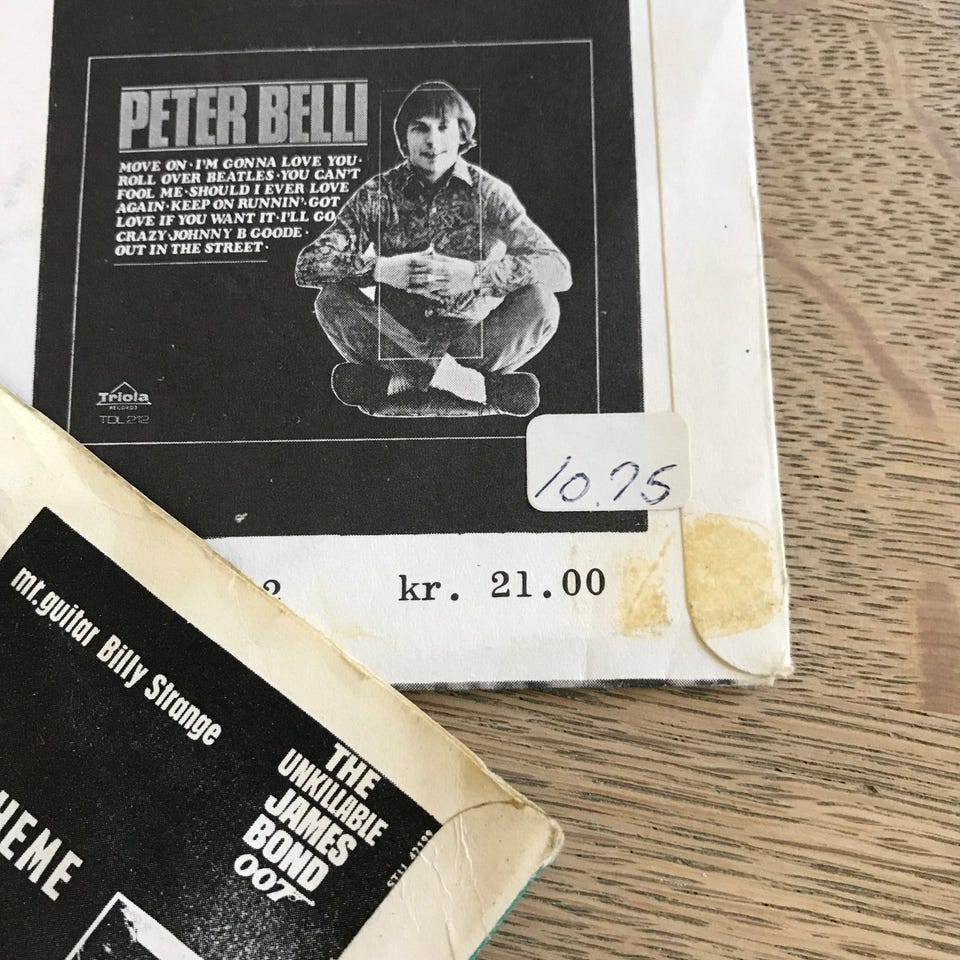 PETER BELLI
MOVE ON · I'M GONNA LOVE YOU ·
ROLL OVER BEATLES · YOU CAN'T
FOOL ME · SHOULD I EVER LOVE
AGAIN · KEEP ON RUNNIN' · GOT
LOVE IF YOU WANT IT · I'LL GO
CRAZY · JOHNNY B GOODE ·
OUT IN THE STREET ·
Triola
RECORDS
TDL 212
10.75
2 kr. 21.00
mr.guitar Billy Strange
THE
UNKILLABLE
JAMES
BOND
007
HEME